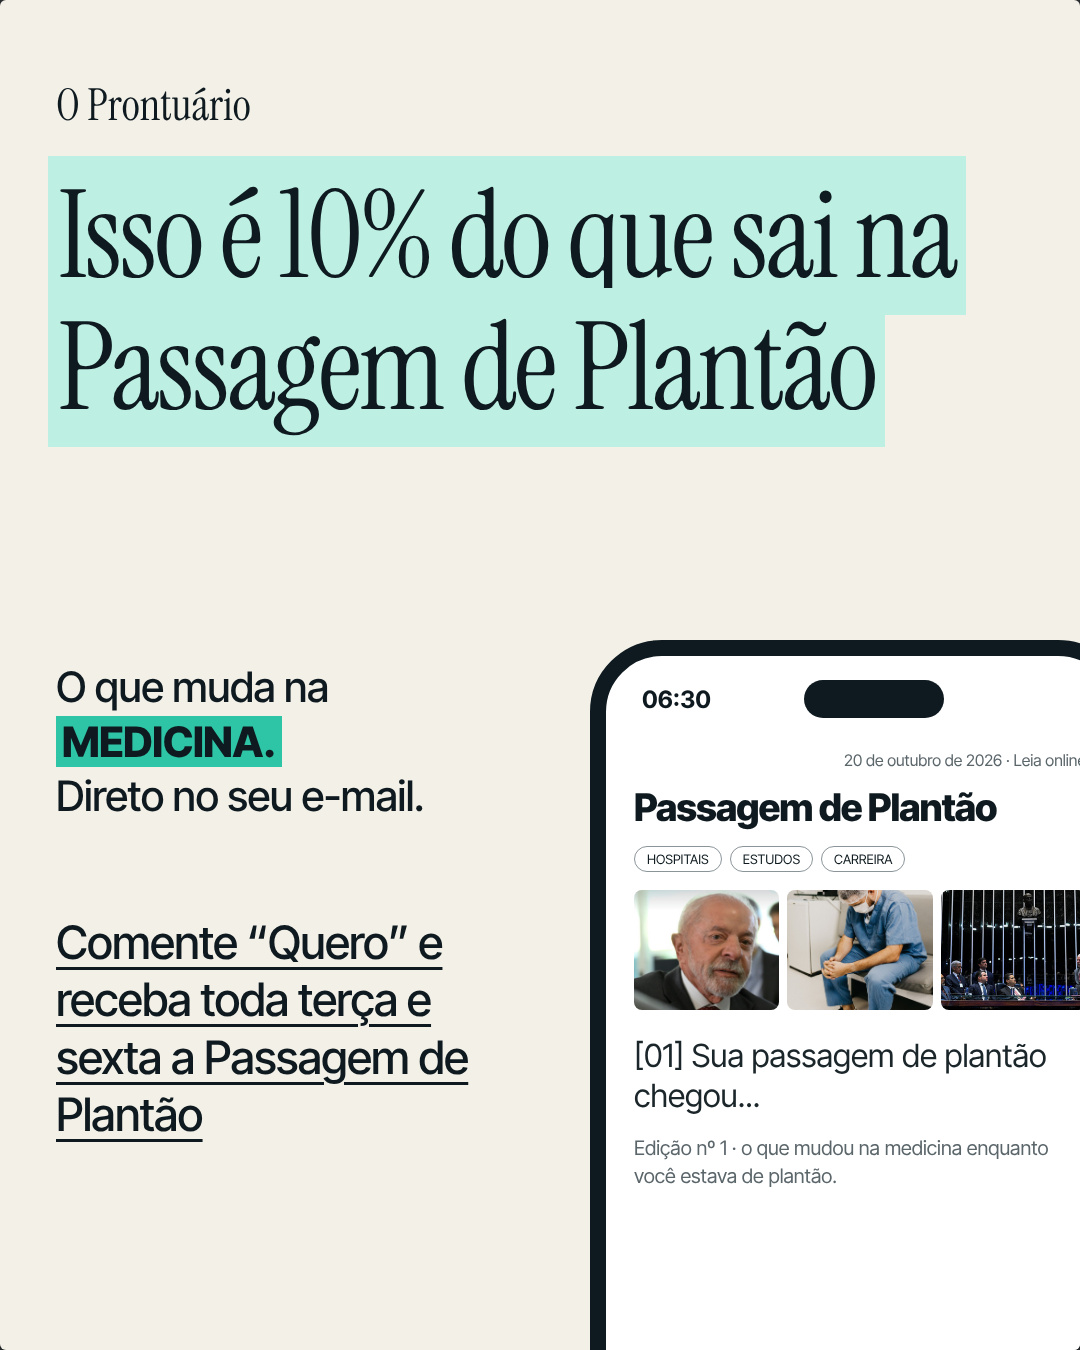 O Prontuário
Isso é 10% do que sai na
Passagem de Plantão
O que muda na
MEDICINA.
Direto no seu e-mail.
Comente “Quero” e
receba toda terça e
sexta a Passagem de
Plantão
06:30
20 de outubro de 2026 · Leia online
Passagem de Plantão
HOSPITAIS ESTUDOS CARREIRA
[01] Sua passagem de plantão
chegou...
Edição nº 1 · o que mudou na medicina enquanto
você estava de plantão.